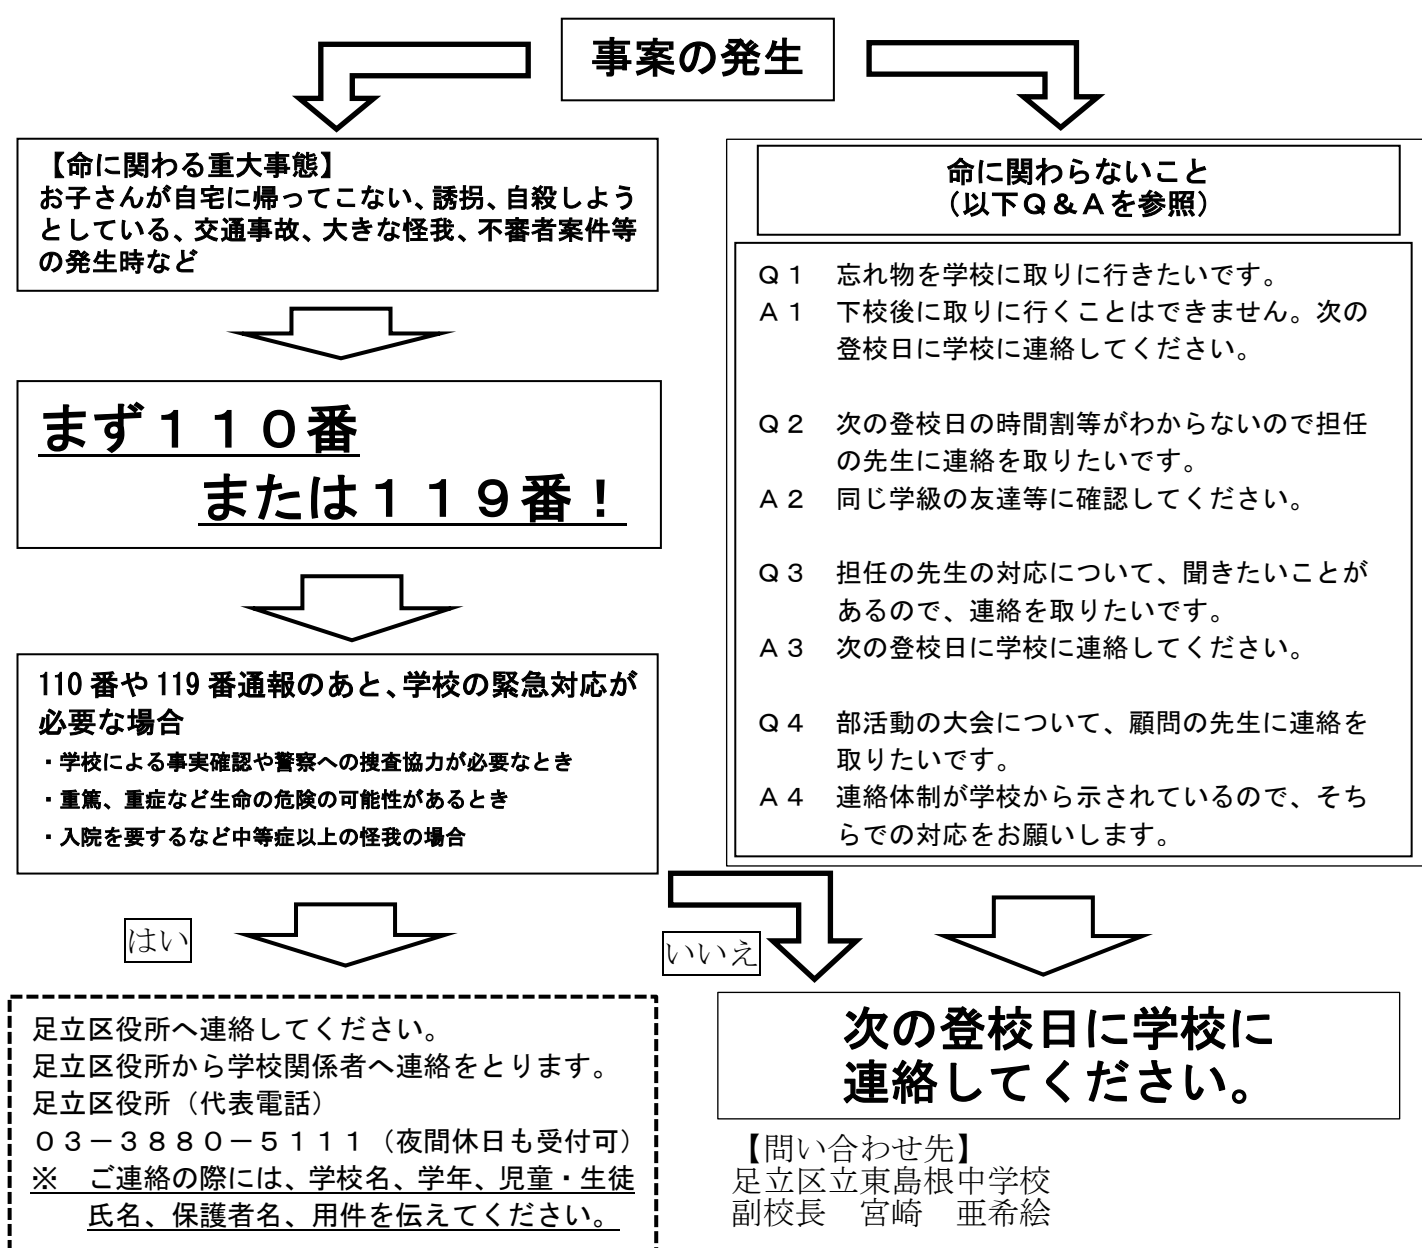 事案の発生
【命に関わる重大事態】
お子さんが自宅に帰ってこない、誘拐、自殺しよう
としている、交通事故、大きな怪我、不審者案件等
の発生時など
まず１１０番
または１１９番！
110番や119番通報のあと、学校の緊急対応が
必要な場合
・学校による事実確認や警察への捜査協力が必要なとき
・重篤、重症など生命の危険の可能性があるとき
・入院を要するなど中等症以上の怪我の場合
はい
いいえ
足立区役所へ連絡してください。
足立区役所から学校関係者へ連絡をとります。
足立区役所（代表電話）
０３－３８８０－５１１１（夜間休日も受付可）
※　ご連絡の際には、学校名、学年、児童・生徒
氏名、保護者名、用件を伝えてください。
命に関わらないこと
（以下Ｑ＆Ａを参照）
Ｑ１　忘れ物を学校に取りに行きたいです。
Ａ１　下校後に取りに行くことはできません。次の
登校日に学校に連絡してください。
Ｑ２　次の登校日の時間割等がわからないので担任
の先生に連絡を取りたいです。
Ａ２　同じ学級の友達等に確認してください。
Ｑ３　担任の先生の対応について、聞きたいことが
あるので、連絡を取りたいです。
Ａ３　次の登校日に学校に連絡してください。
Ｑ４　部活動の大会について、顧問の先生に連絡を
取りたいです。
Ａ４　連絡体制が学校から示されているので、そち
らでの対応をお願いします。
次の登校日に学校に
連絡してください。
【問い合わせ先】
足立区立東島根中学校
副校長　宮崎　亜希絵